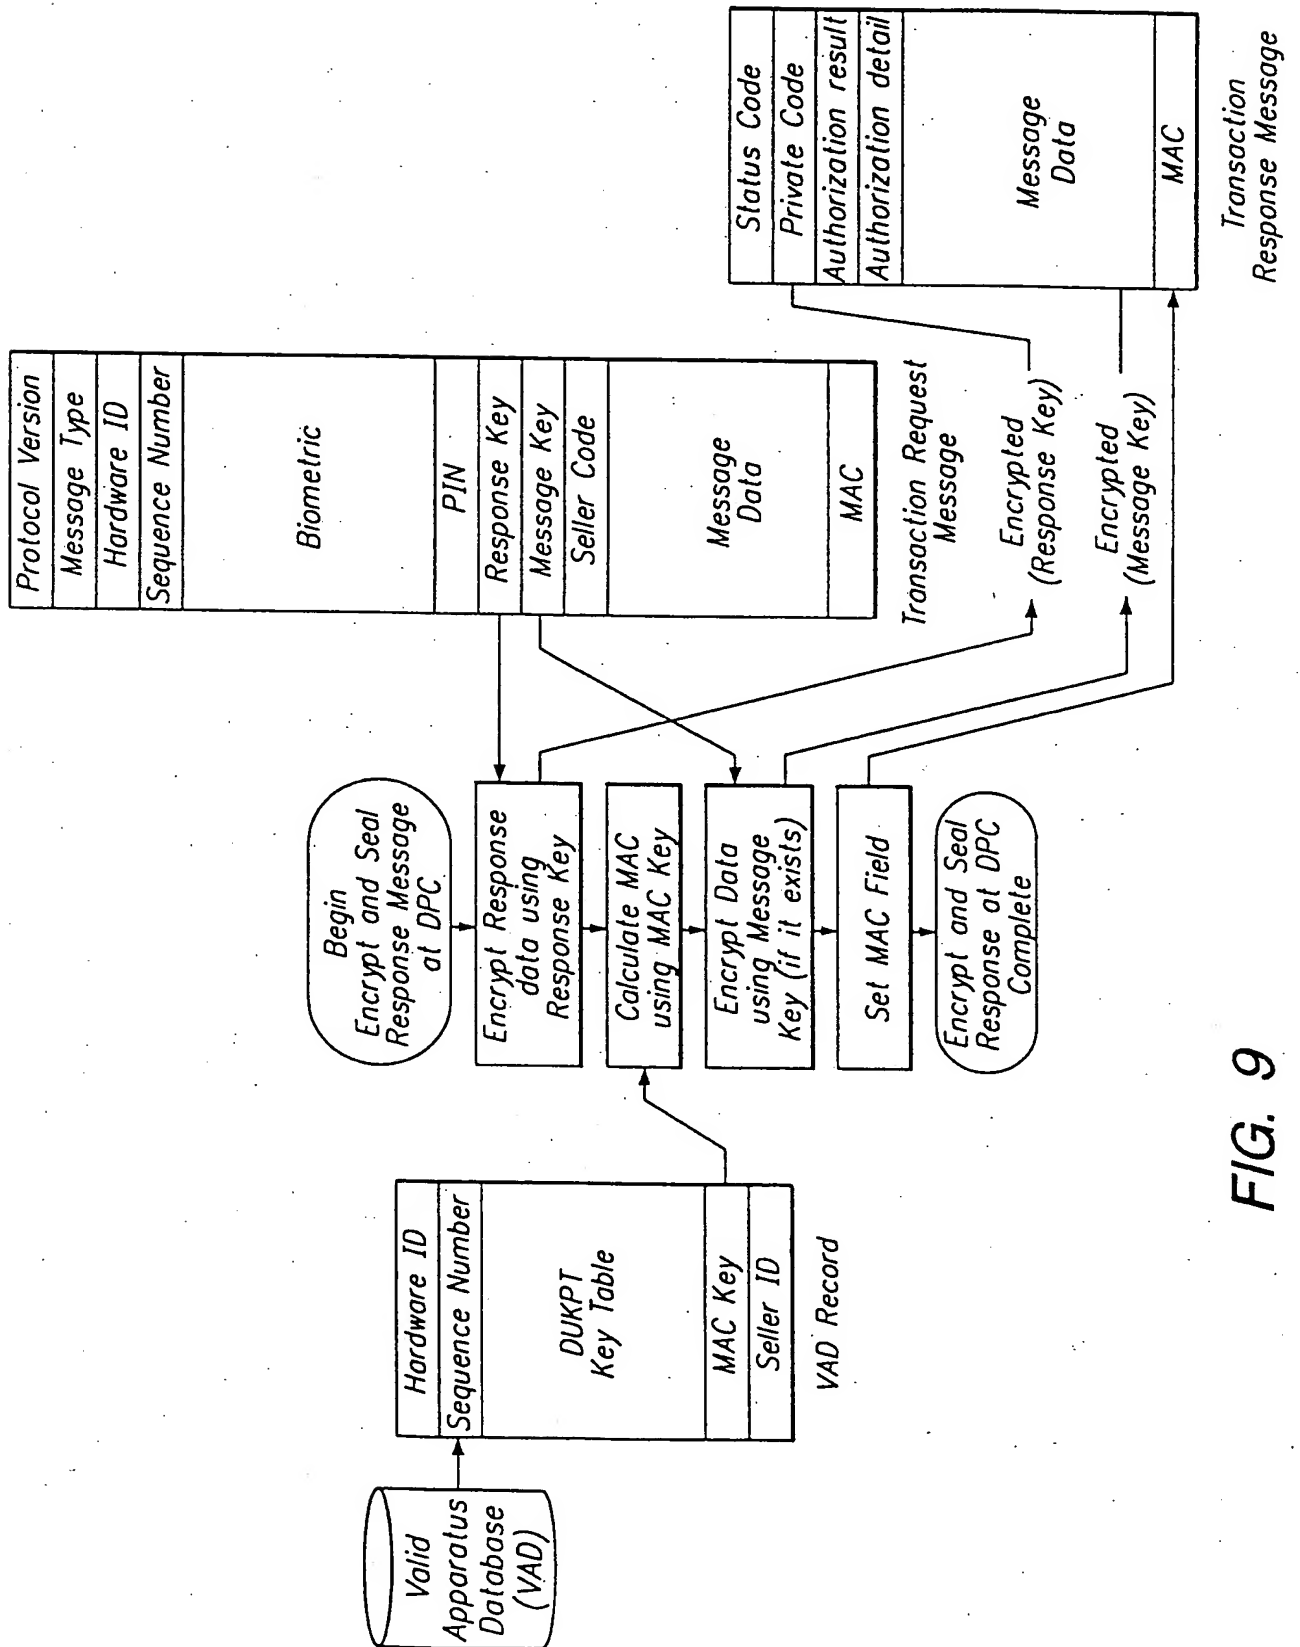 Valid
Apparatus
Database
(VAD)
Hardware ID
Sequence Number
DUKPT
Key Table
MAC Key
Seller ID
VAD Record
Begin
Encrypt and Seal
Response Message
at DPC
Encrypt Response
data using
Response Key
Calculate MAC
using MAC Key
Encrypt Data
using Message
Key (if it exists)
Set MAC Field
Encrypt and Seal
Response at DPC
Complete
Protocol Version
Message Type
Hardware ID
Sequence Number
Biometric
PIN
Response Key
Message Key
Seller Code
Message
Data
MAC
Transaction Request
Message
Encrypted
(Response Key)
Encrypted
(Message Key)
Status Code
Private Code
Authorization result
Authorization detail
Message
Data
MAC
Transaction
Response Message
FIG. 9